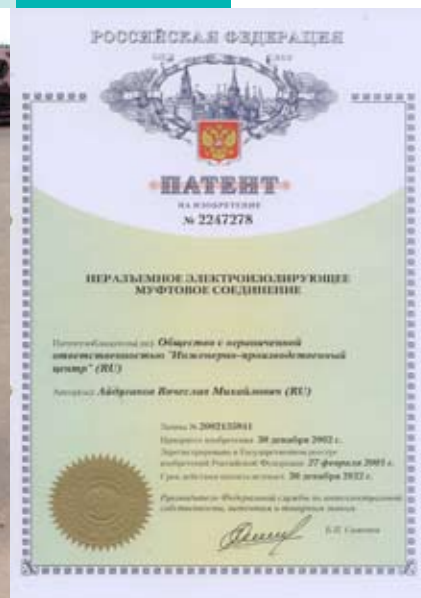 РОССИЙСКАЯ ФЕДЕРАЦИЯ
ПАТЕНТ
НА ИЗОБРЕТЕНИЕ
№ 2247278
НЕРАЗЪЕМНОЕ ЭЛЕКТРОИЗОЛИРУЮЩЕЕ
МУФТОВОЕ СОЕДИНЕНИЕ
Патентообладатель(ли): Общество с ограниченной
ответственностью "Инженерно-производственный
центр" (RU)
Автор(ы): Айдуганов Вячеслав Михайлович (RU)
Заявка № 2002135841
Приоритет изобретения 30 декабря 2002 г.
Зарегистрировано в Государственном реестре
изобретений Российской Федерации 27 февраля 2005 г.
Срок действия патента истекает 30 декабря 2022 г.
Руководитель Федеральной службы по интеллектуальной
собственности, патентам и товарным знакам
Б.П. Симонов